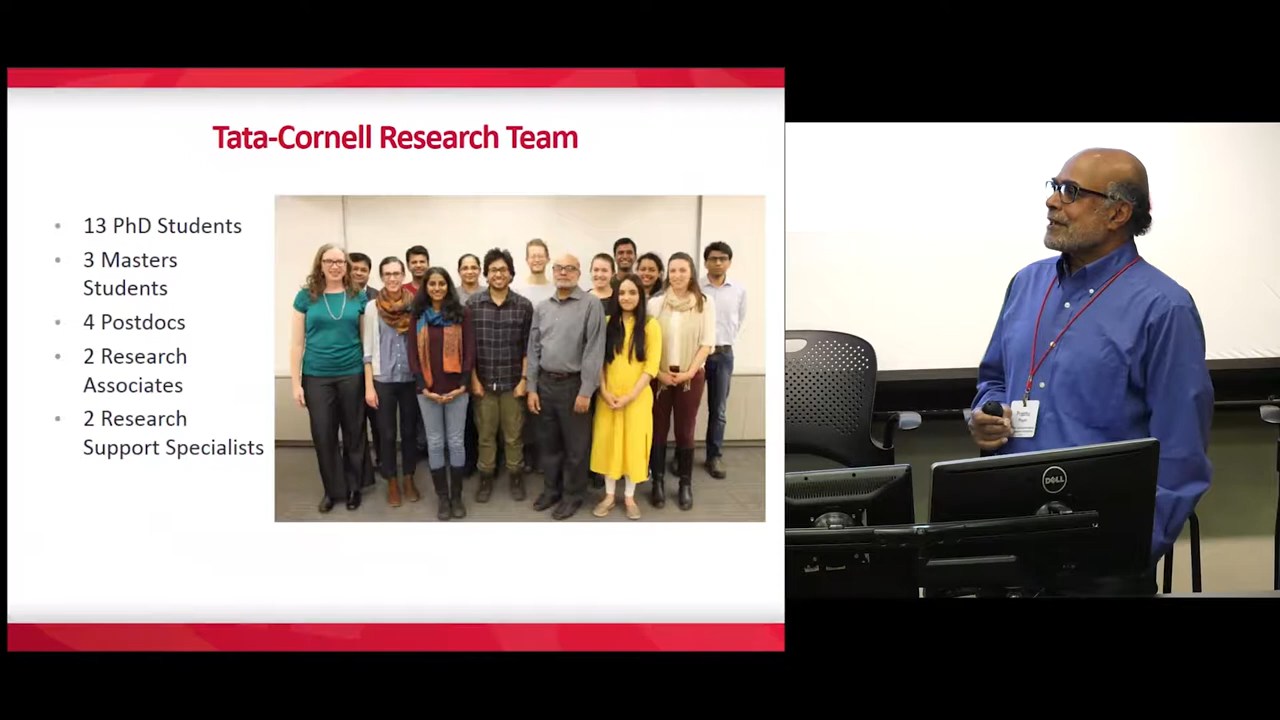 Tata-Cornell Research Team
• 13 PhD Students
• 3 Masters
Students
• 4 Postdocs
• 2 Research
Associates
• 2 Research
Support Specialists
DELL
Prabhu